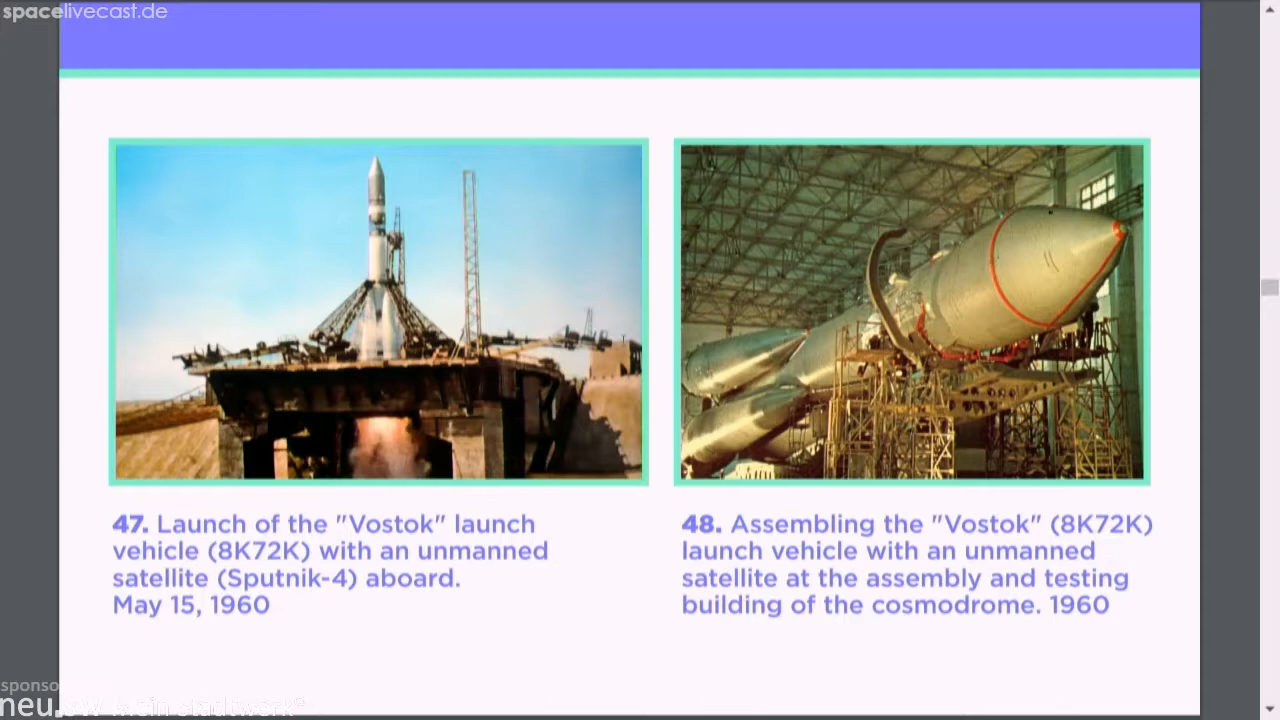 spacelivecast.de
47. Launch of the "Vostok" launch
vehicle (8K72K) with an unmanned
satellite (Sputnik-4) aboard.
May 15, 1960
48. Assembling the "Vostok" (8K72K)
launch vehicle with an unmanned
satellite at the assembly and testing
building of the cosmodrome. 1960
sponso